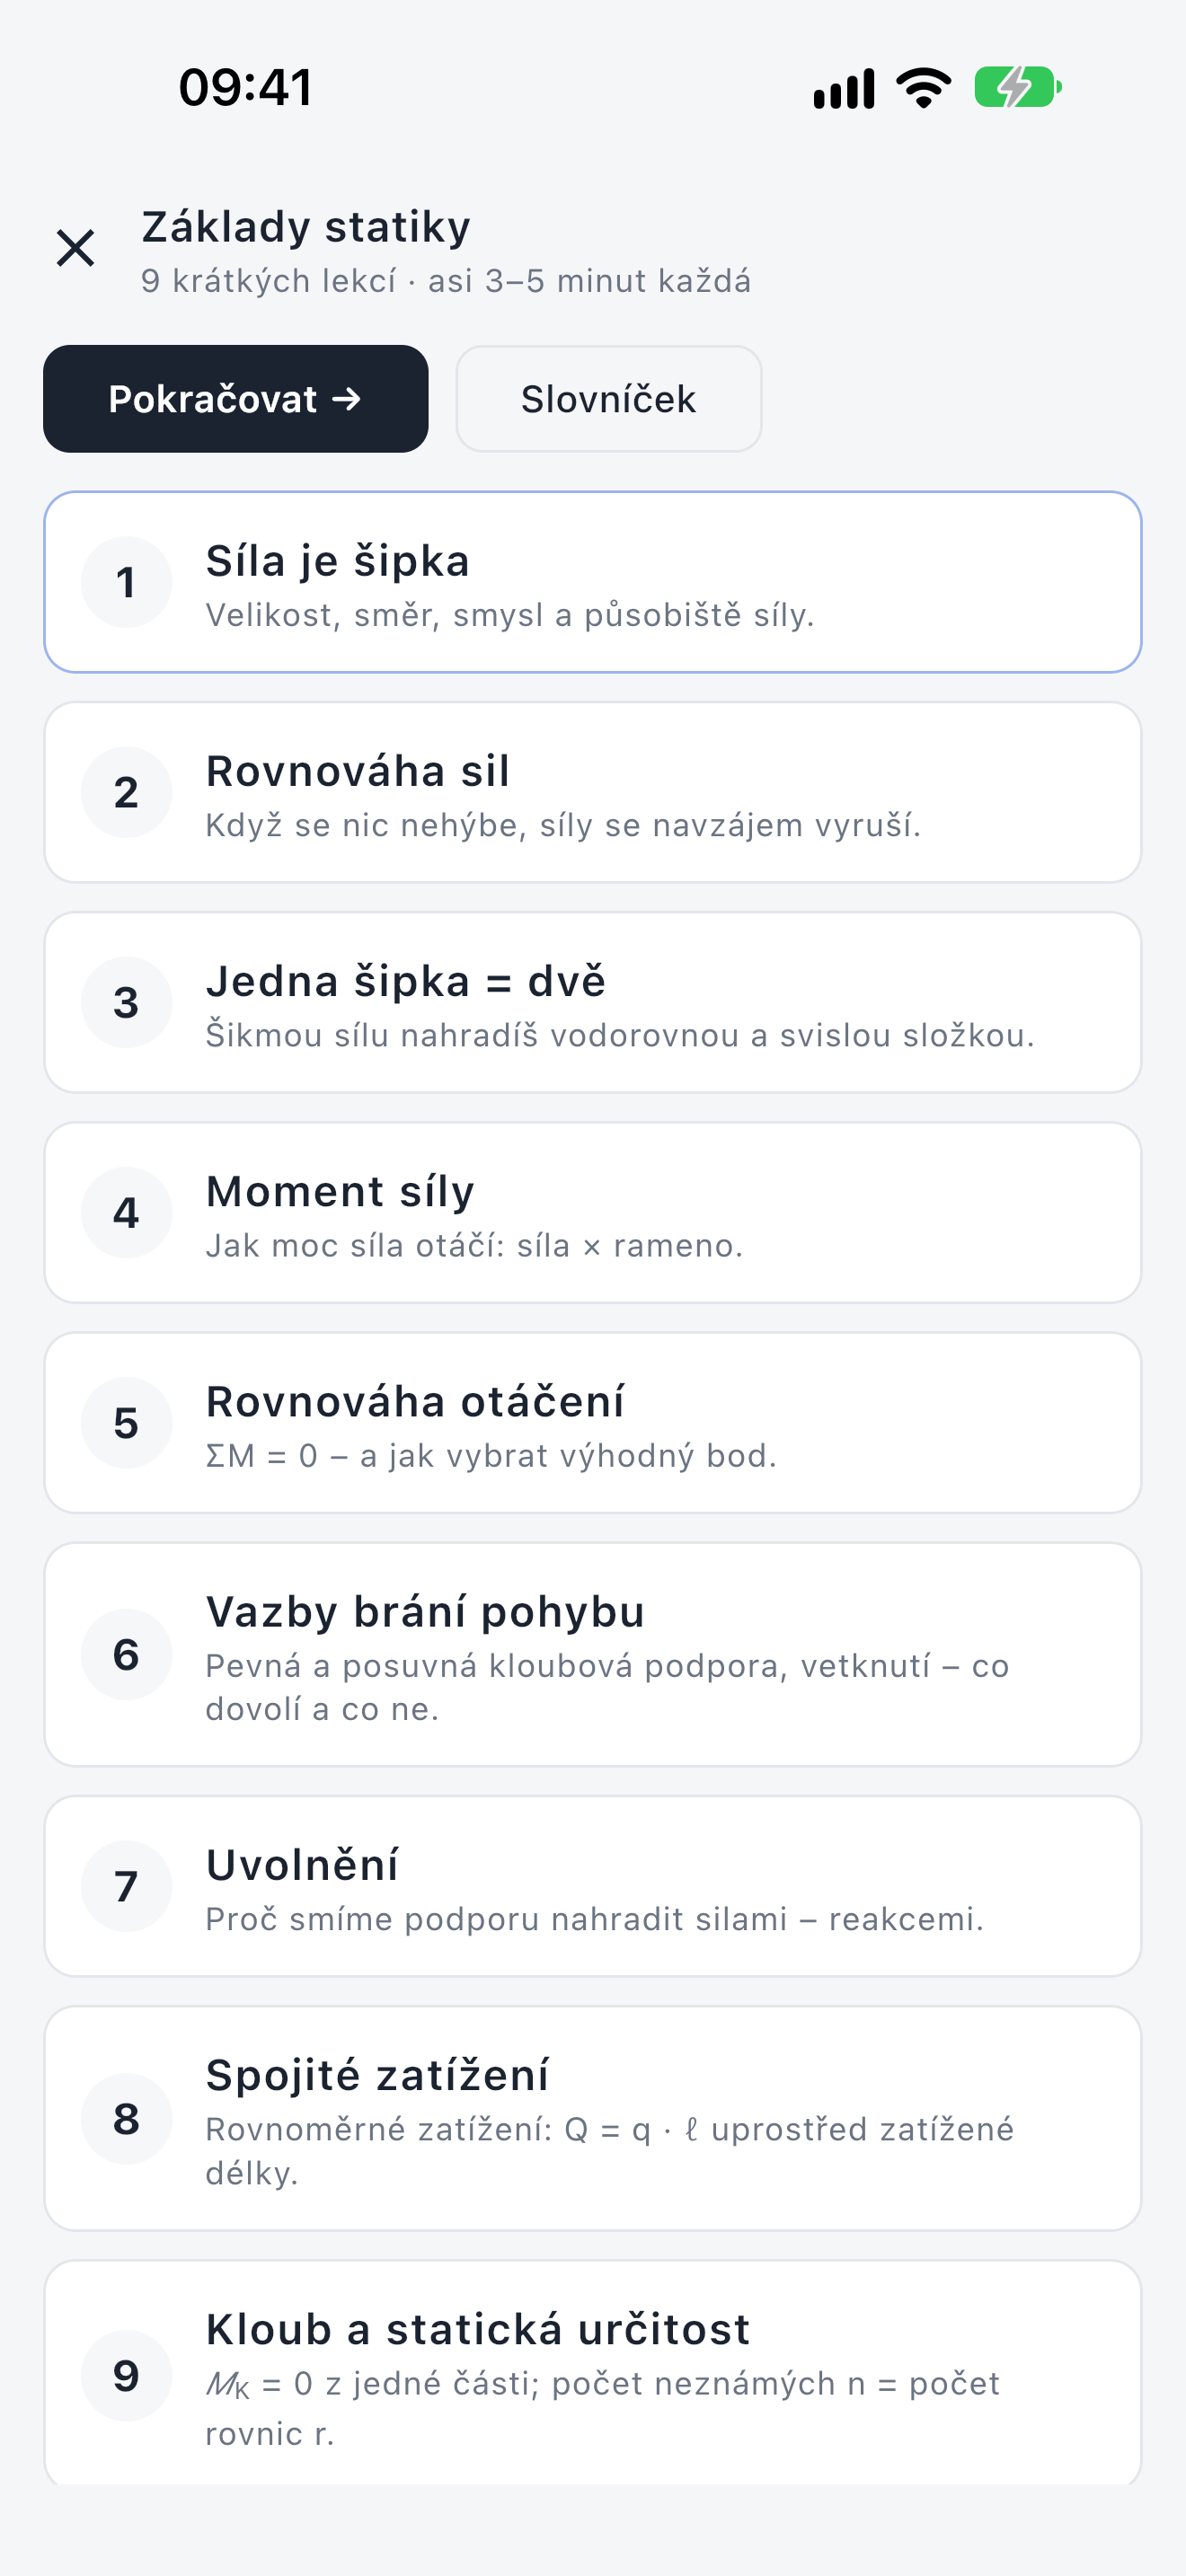 09:41
Základy statiky
9 krátkých lekcí · asi 3–5 minut každá
Pokračovat →
Slovníček
1
Síla je šipka
Velikost, směr, smysl a působiště síly.
2
Rovnováha sil
Když se nic nehýbe, síly se navzájem vyruší.
3
Jedna šipka = dvě
Šikmou sílu nahradíš vodorovnou a svislou složkou.
4
Moment síly
Jak moc síla otáčí: síla × rameno.
5
Rovnováha otáčení
ΣM = 0 – a jak vybrat výhodný bod.
6
Vazby brání pohybu
Pevná a posuvná kloubová podpora, vetknutí – co
dovolí a co ne.
7
Uvolnění
Proč smíme podporu nahradit silami – reakcemi.
8
Spojité zatížení
Rovnoměrné zatížení: Q = q · ℓ uprostřed zatížené
délky.
9
Kloub a statická určitost
M_K = 0 z jedné části; počet neznámých n = počet
rovnic r.